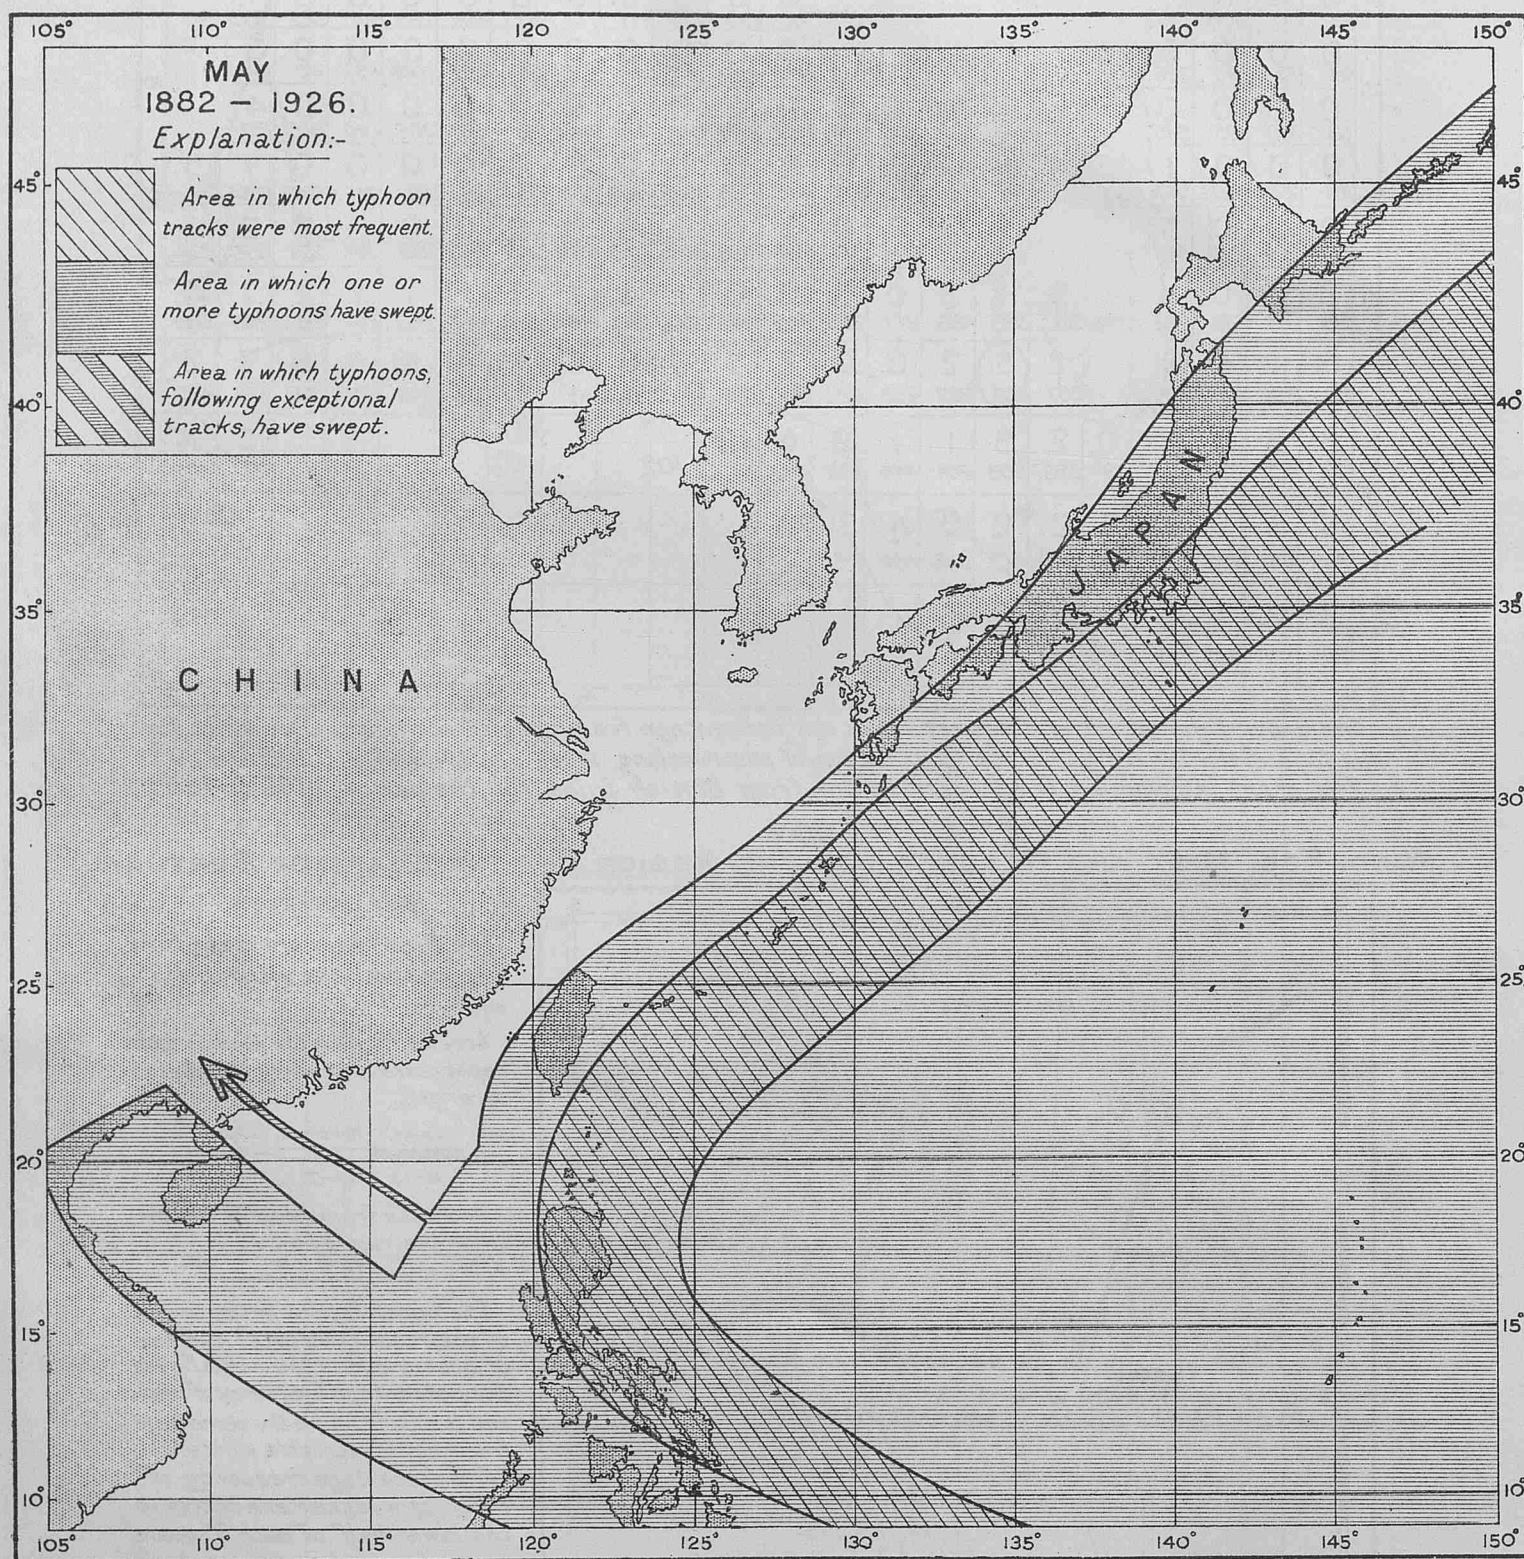 105° 110° 115° 120° 125° 130° 135° 140° 145° 150°
MAY
1882 – 1926.
Explanation:-
Area in which typhoon
tracks were most frequent.
Area in which one or
more typhoons have swept.
Area in which typhoons,
following exceptional
tracks, have swept.
45° 45°
40° 40°
JAPAN
35° 35°
CHINA
30° 30°
25° 25°
20° 20°
15° 15°
10° 10°
105° 110° 115° 120° 125° 130° 135° 140° 145° 150°